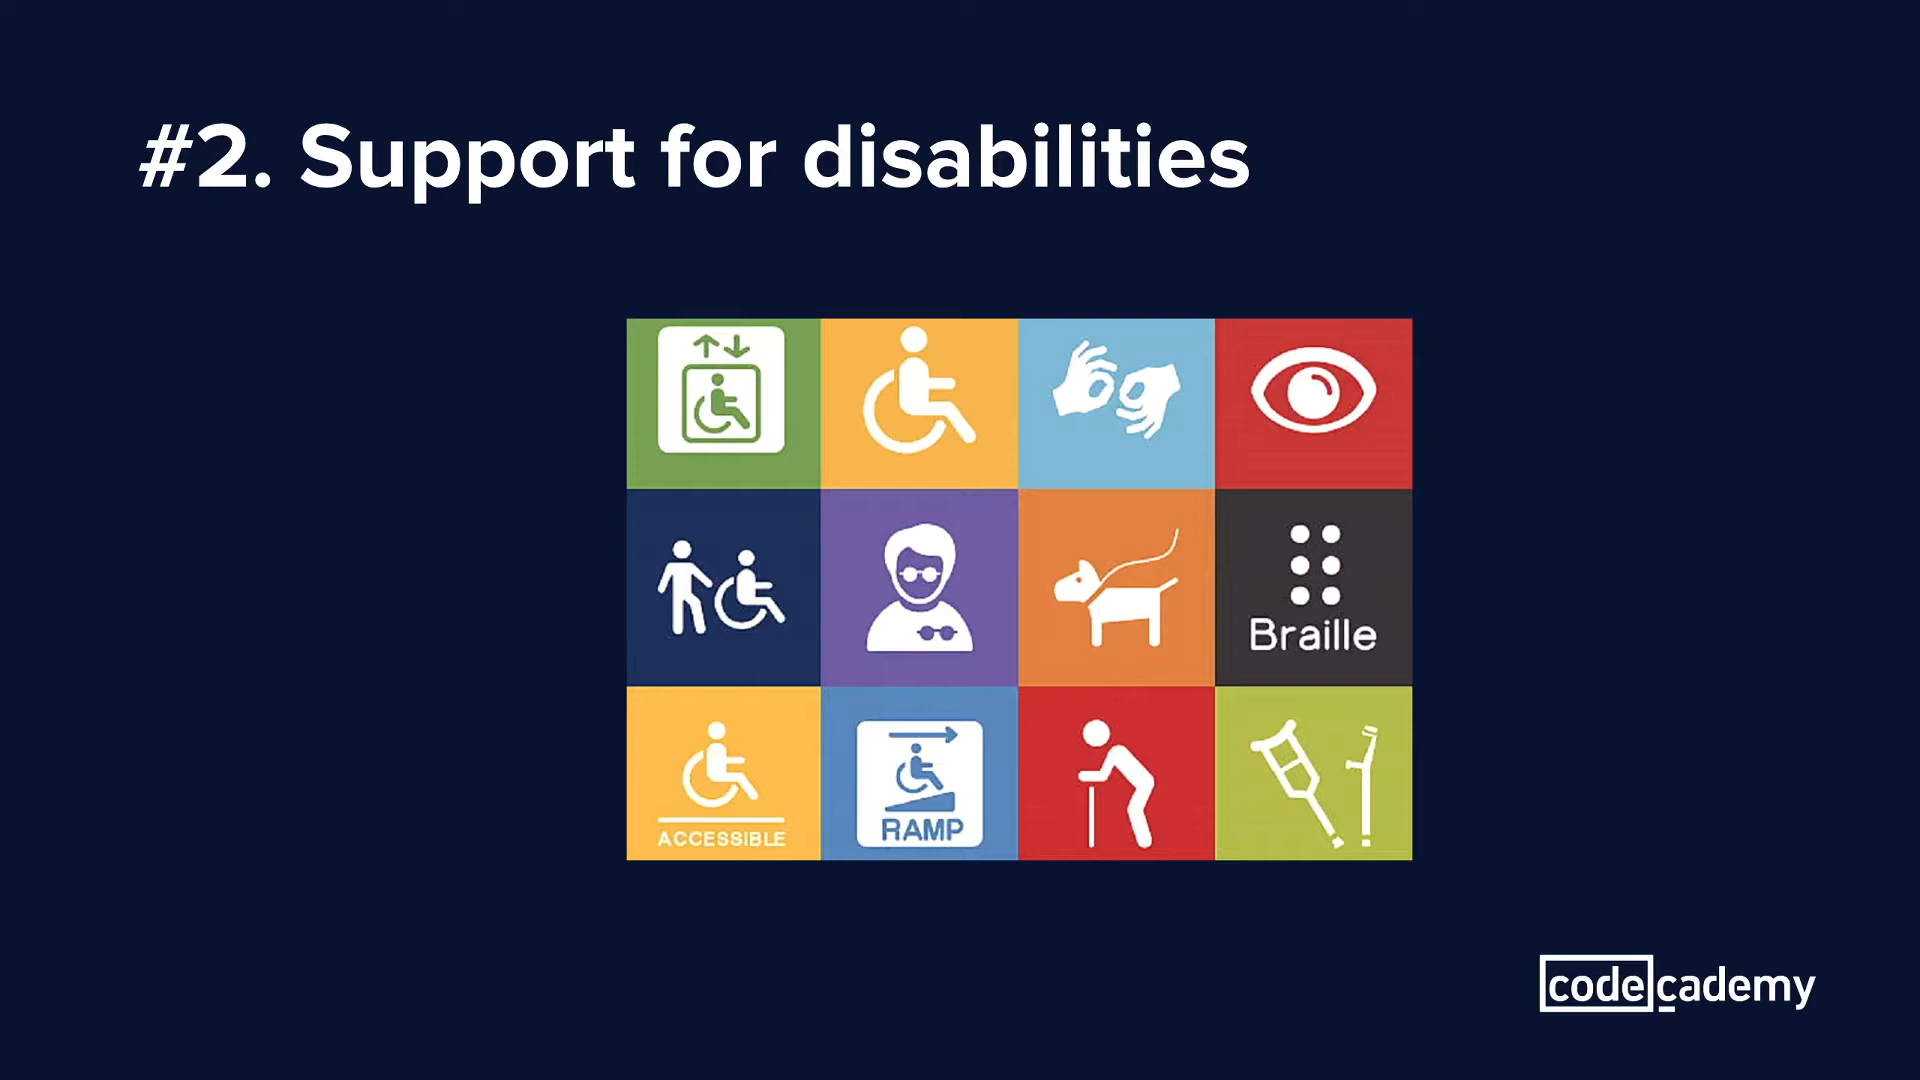 #2. Support for disabilities
Braille
ACCESSIBLE
RAMP
codecademy